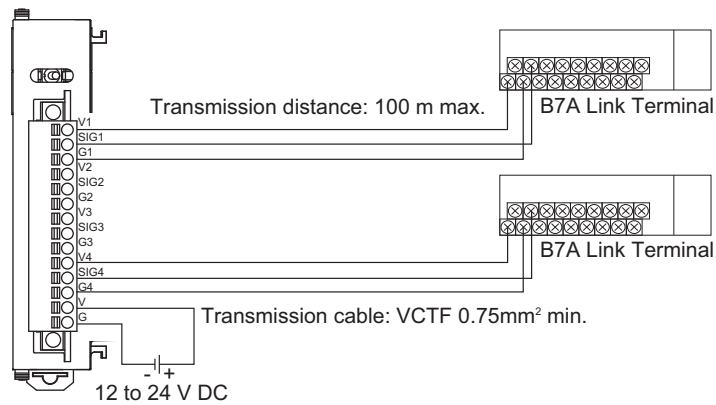 Transmission distance: 100 m max.
B7A Link Terminal
V1
SIG1
G1
V2
SIG2
G2
V3
SIG3
G3
V4
SIG4
G4
V
G
B7A Link Terminal
Transmission cable: VCTF 0.75mm² min.
- +
12 to 24 V DC